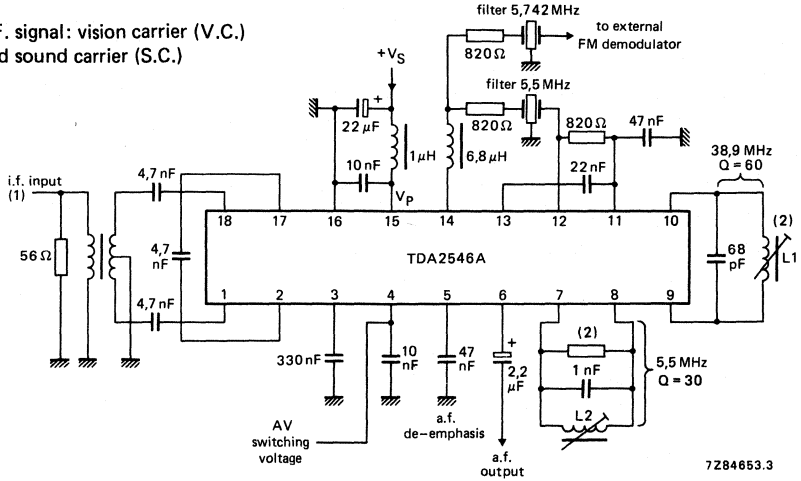 F. signal: vision carrier (V.C.)
d sound carrier (S.C.)
filter 5,742 MHz
to external
FM demodulator
820Ω
+VS
filter 5,5 MHz
22 μF
+
820Ω
820Ω
47 nF
1 μH
6,8 μH
10 nF
22 nF
38,9 MHz
Q = 60
VP
4,7 nF
i.f. input
(1)
18
17
16
15
14
13
12
11
10
56Ω
4,7
nF
TDA2546A
68
pF
(2)
L1
4,7 nF
1
2
3
4
5
6
7
8
9
330 nF
10
nF
47
nF
+
2,2
μF
(2)
1 nF
L2
5,5 MHz
Q = 30
AV
switching
voltage
a.f.
de-emphasis
a.f.
output
7Z84653.3